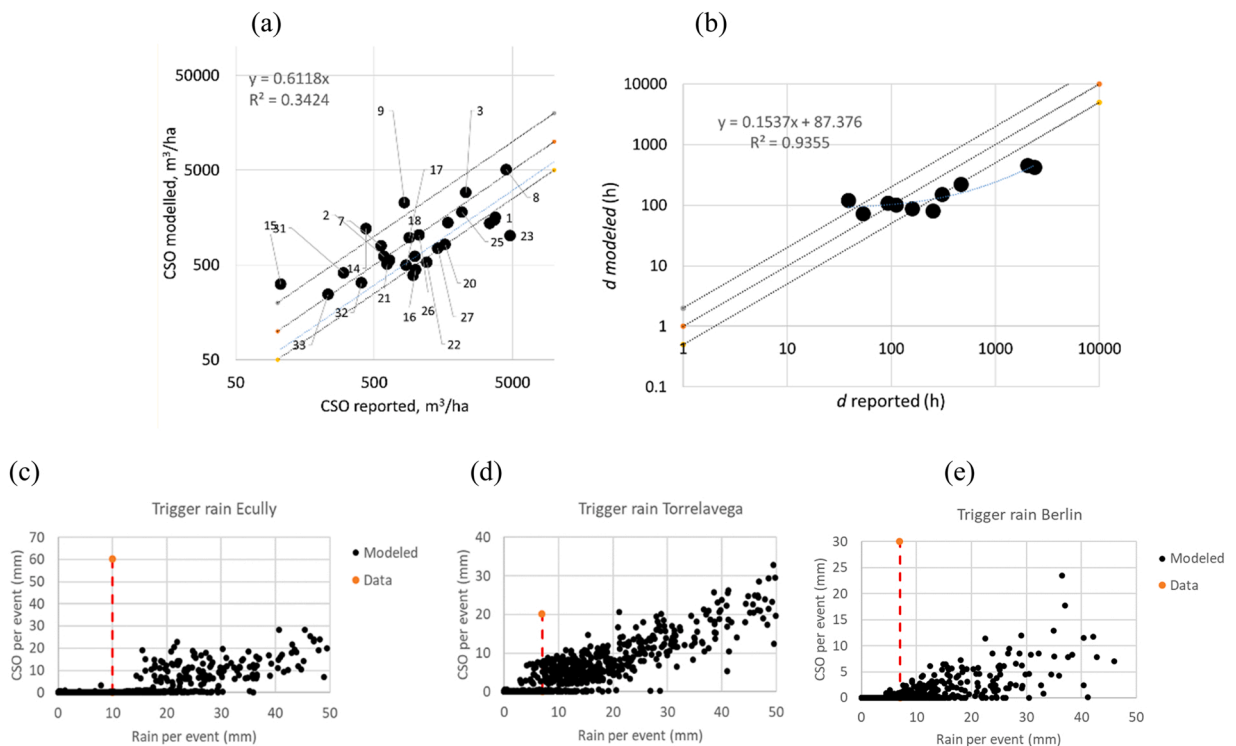 (a)
(b)
50000
5000
500
50
50
500
5000
CSO modelled, m³/ha
CSO reported, m³/ha
y = 0.6118x
R² = 0.3424
9
3
17
8
2
7
18
1
15
31
25
23
14
20
21
32
16
26
27
33
22
10000
1000
100
10
1
0.1
1
10
100
1000
10000
d modeled (h)
d reported (h)
y = 0.1537x + 87.376
R² = 0.9355
(c)
(d)
(e)
Trigger rain Ecully
70
60
50
40
30
20
10
0
0
10
20
30
40
50
CSO per event (mm)
Rain per event (mm)
Modeled
Data
Trigger rain Torrelavega
40
30
20
10
0
0
10
20
30
40
50
CSO per event (mm)
Rain per event (mm)
Modeled
Data
Trigger rain Berlin
30
25
20
15
10
5
0
0
10
20
30
40
50
CSO per event (mm)
Rain per event (mm)
Modeled
Data